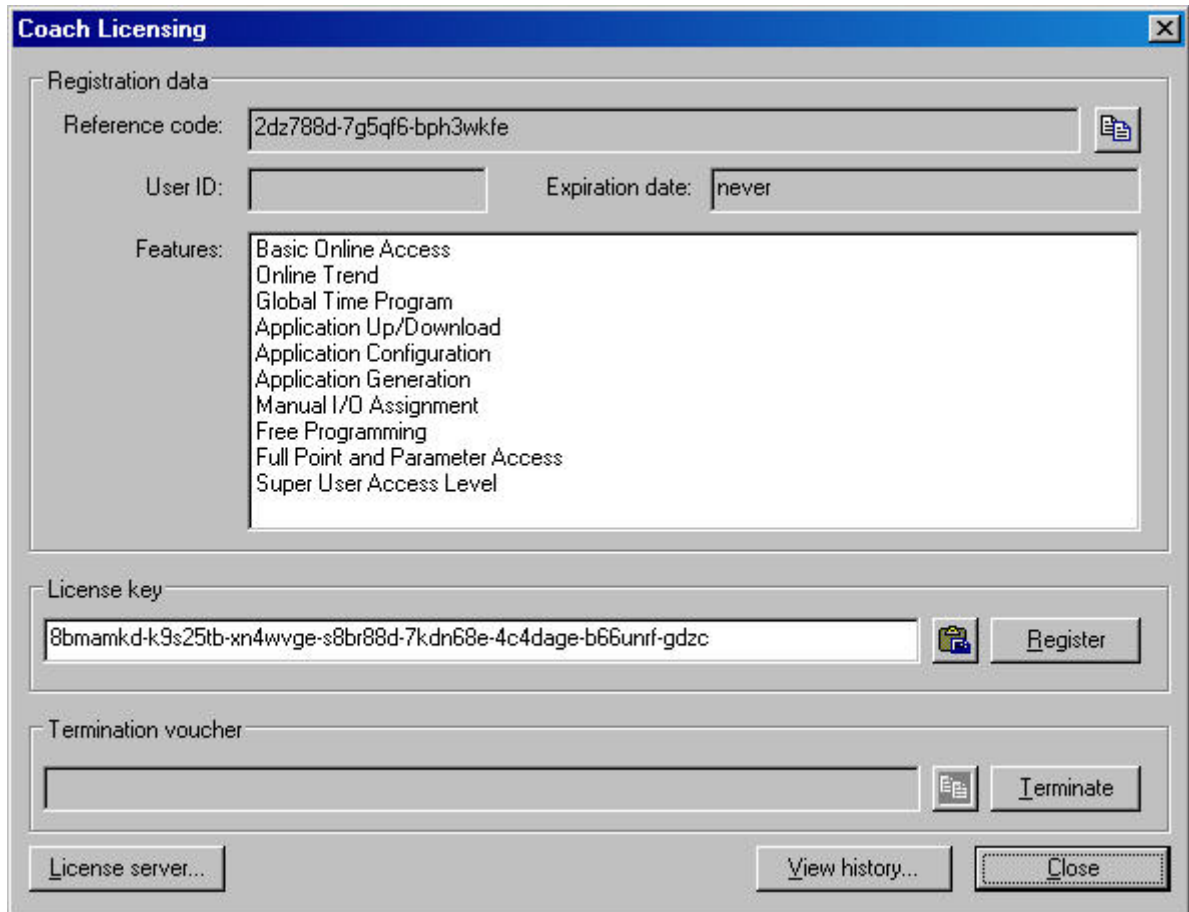 Coach Licensing
Registration data
Reference code: 2dz788d-7g5qf6-bph3wkfe
User ID: Expiration date: never
Features: Basic Online Access
Online Trend
Global Time Program
Application Up/Download
Application Configuration
Application Generation
Manual I/O Assignment
Free Programming
Full Point and Parameter Access
Super User Access Level
License key
8bmamkd-k9s25tb-xn4wvge-s8br88d-7kdn68e-4c4dage-b66unrf-gdzc
Register
Termination voucher
Terminate
License server... View history... Close